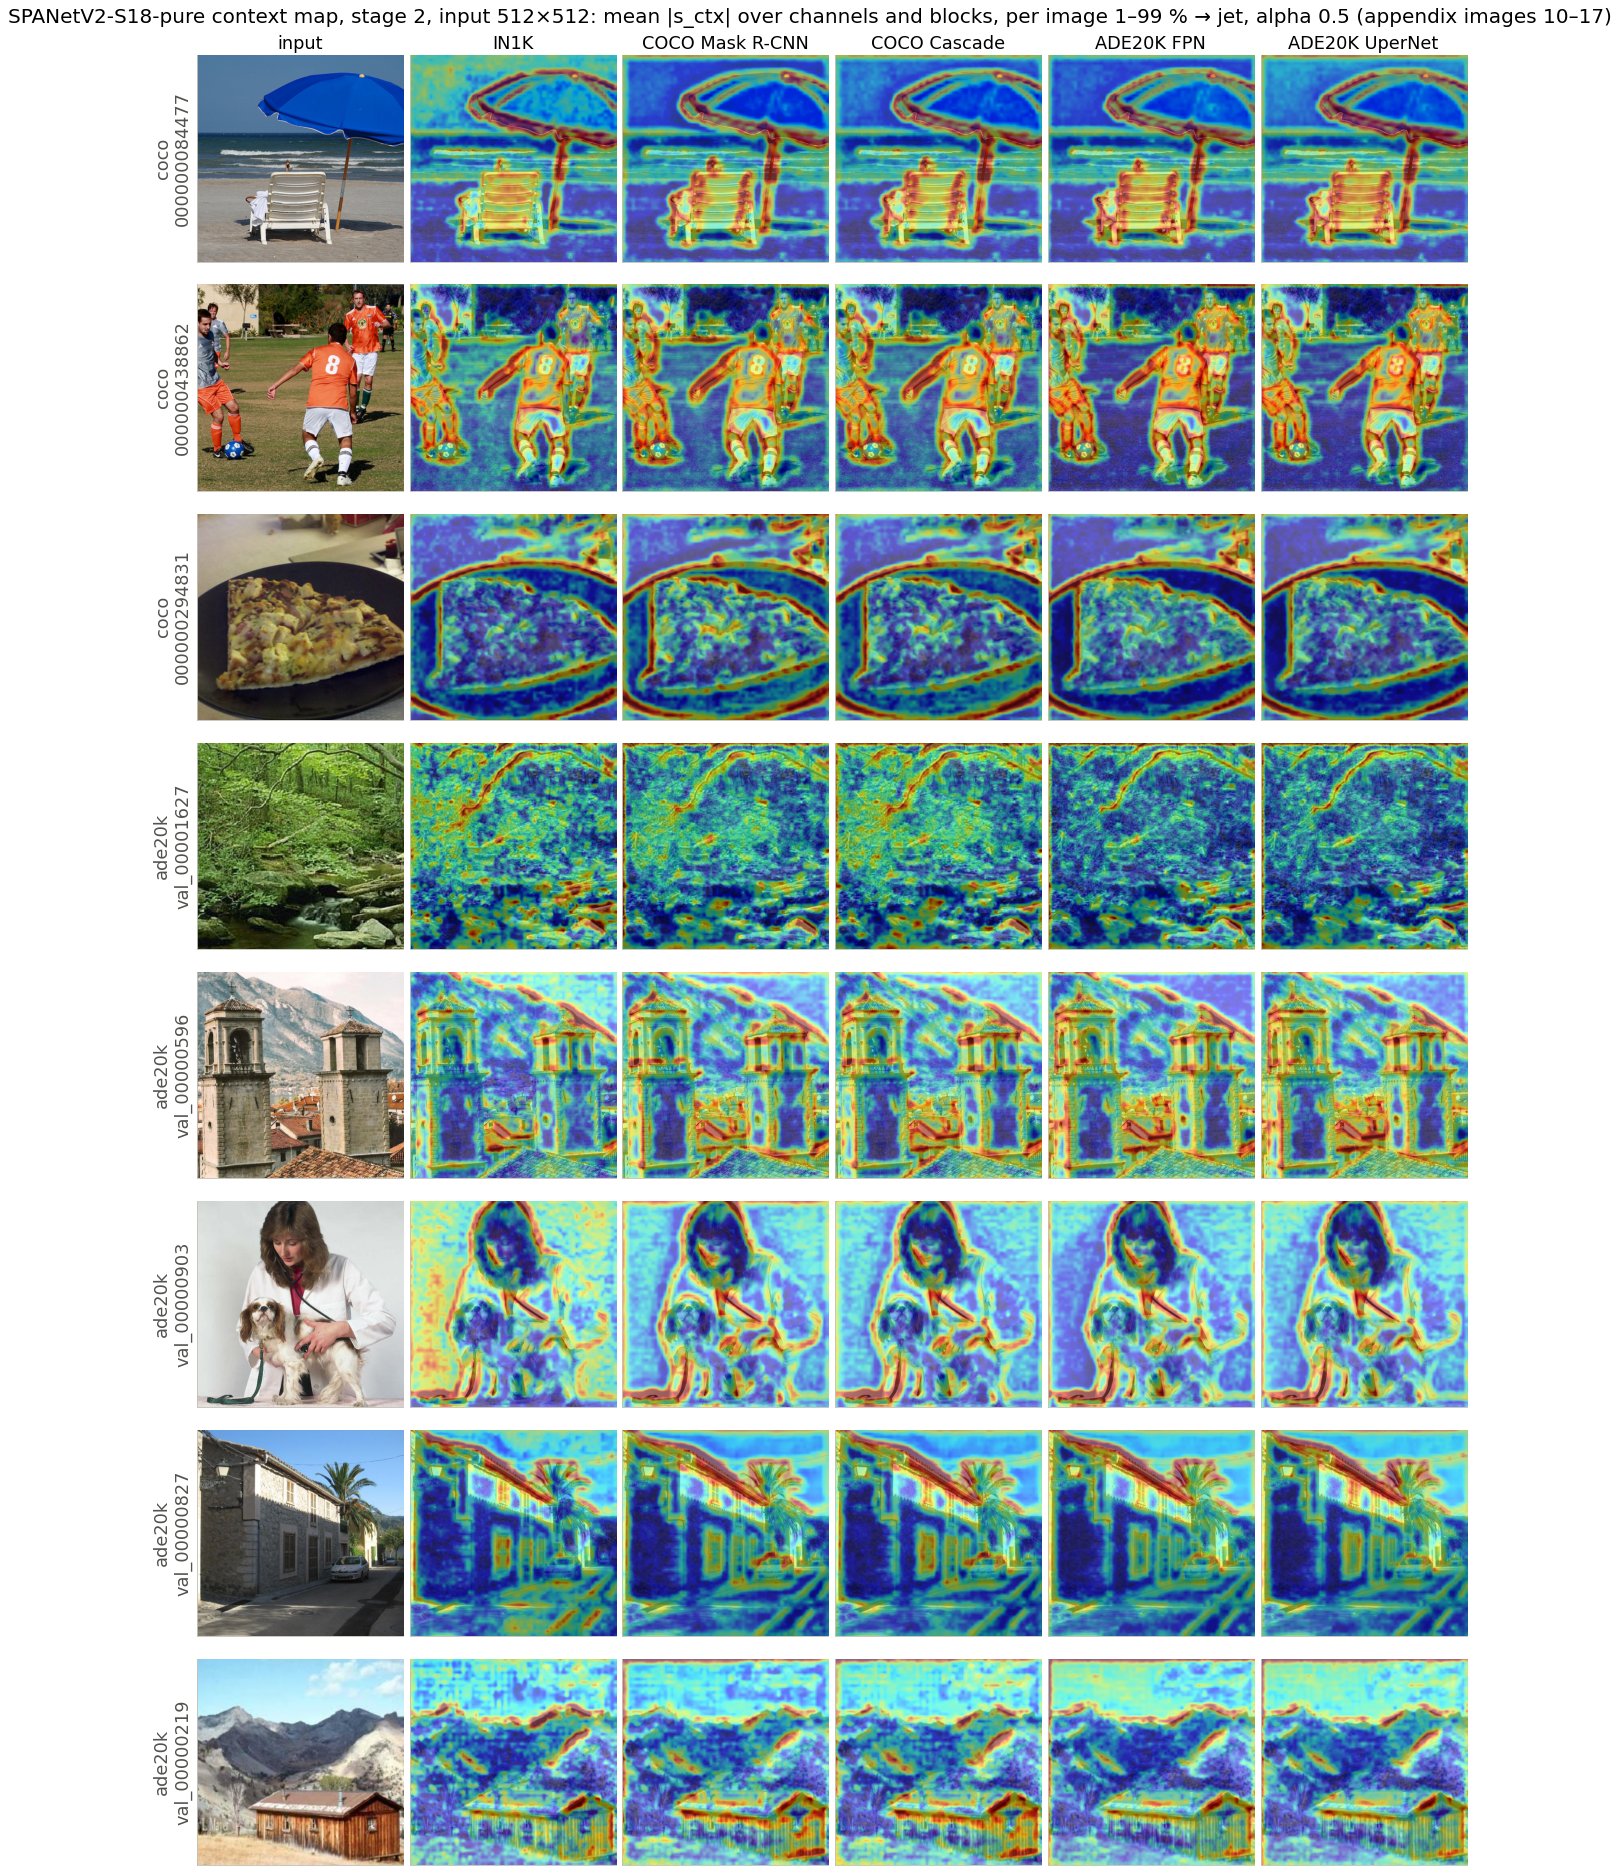 SPANetV2-S18-pure context map, stage 2, input 512×512: mean |s_ctx| over channels and blocks, per image 1–99 % → jet, alpha 0.5 (appendix images 10–17)
input IN1K COCO Mask R-CNN COCO Cascade ADE20K FPN ADE20K UperNet
coco
000000084477
coco
000000438862
8
coco
000000294831
ade20k
val_00001627
ade20k
val_00000596
ade20k
val_00000903
ade20k
val_00000827
ade20k
val_00000219